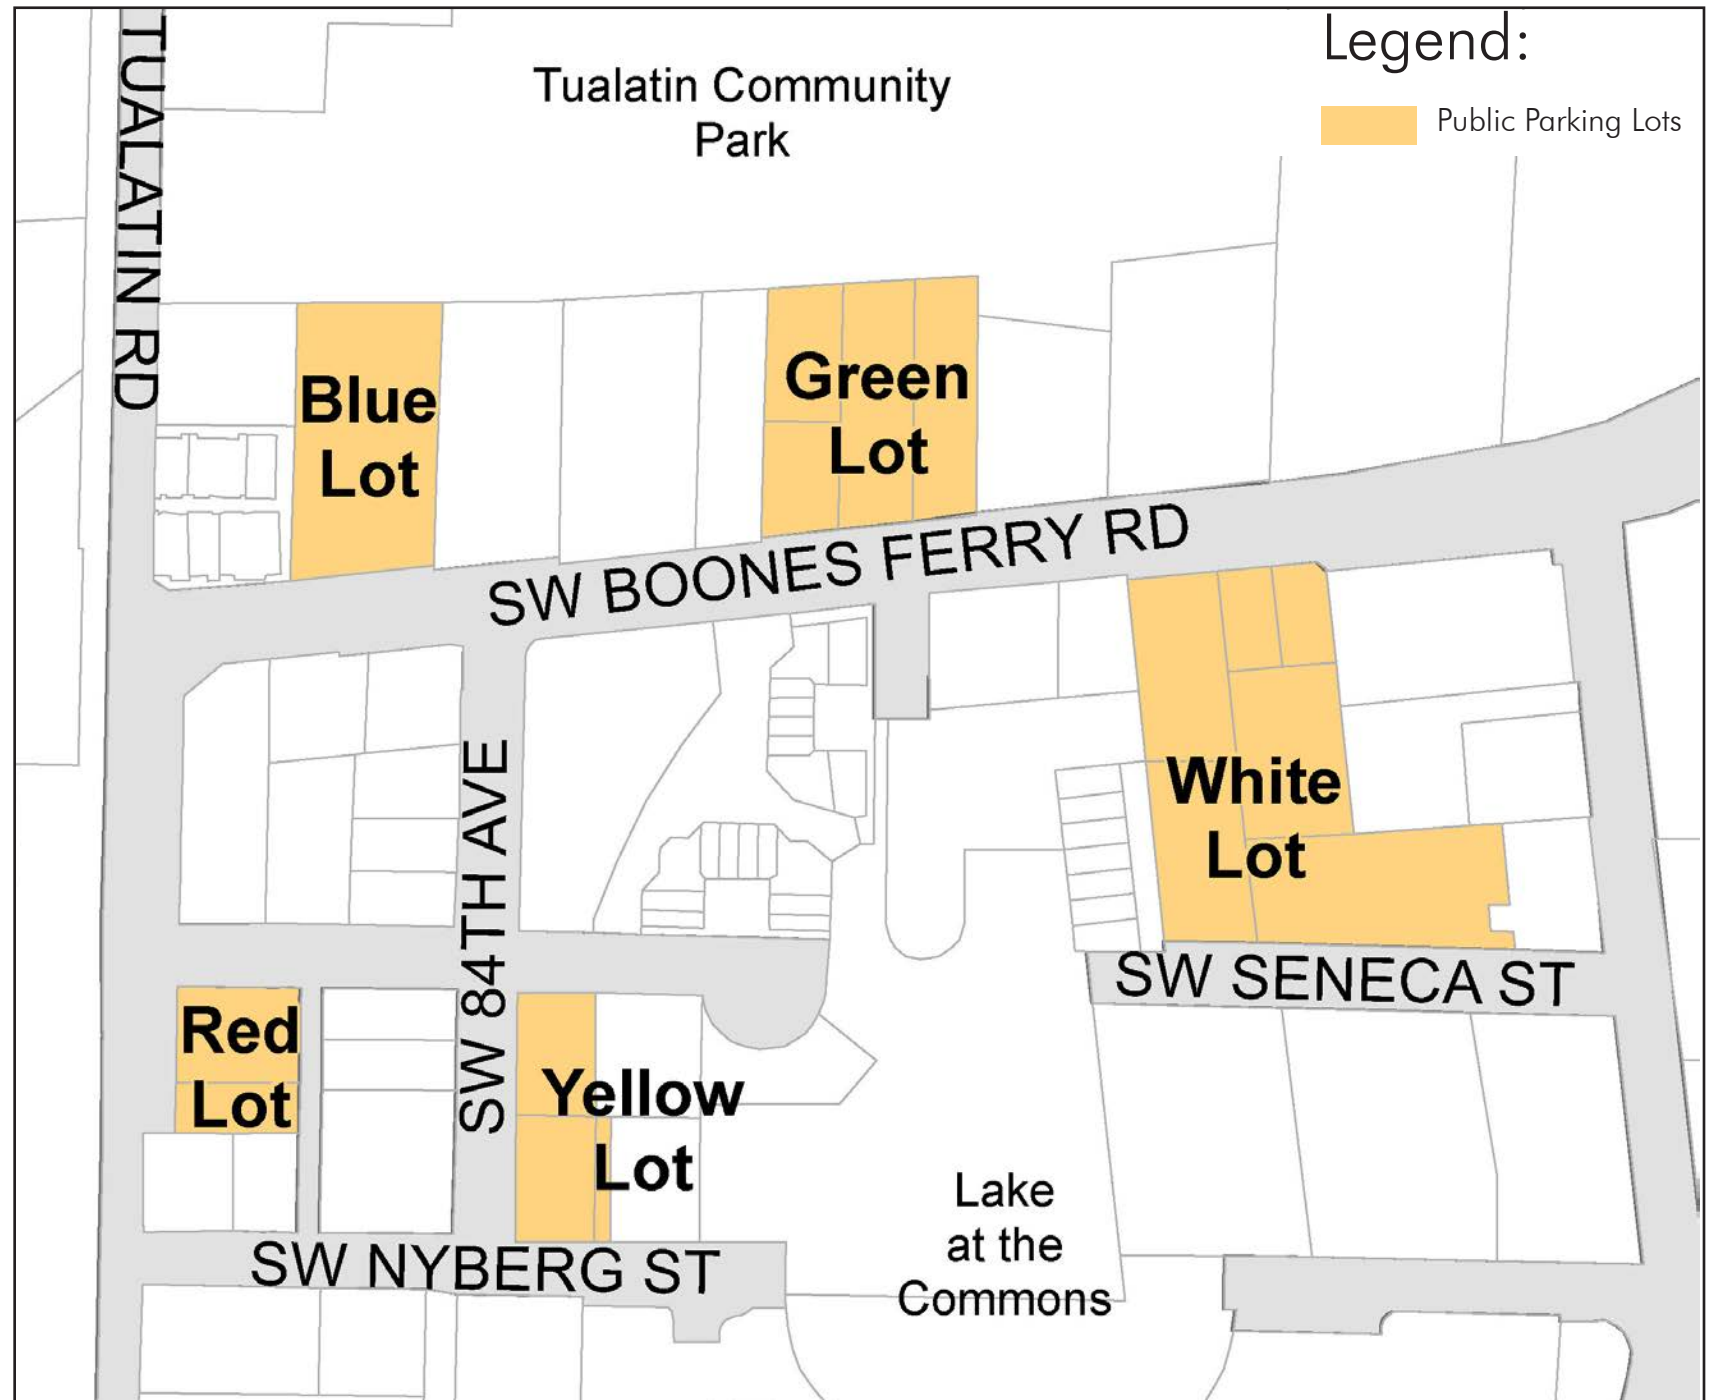 Legend:
Public Parking Lots
Tualatin Community
Park
TUALATIN RD
Blue
Lot
Green
Lot
SW BOONES FERRY RD
White
Lot
SW 84TH AVE
SW SENECA ST
Red
Lot
Yellow
Lot
Lake
at the
Commons
SW NYBERG ST